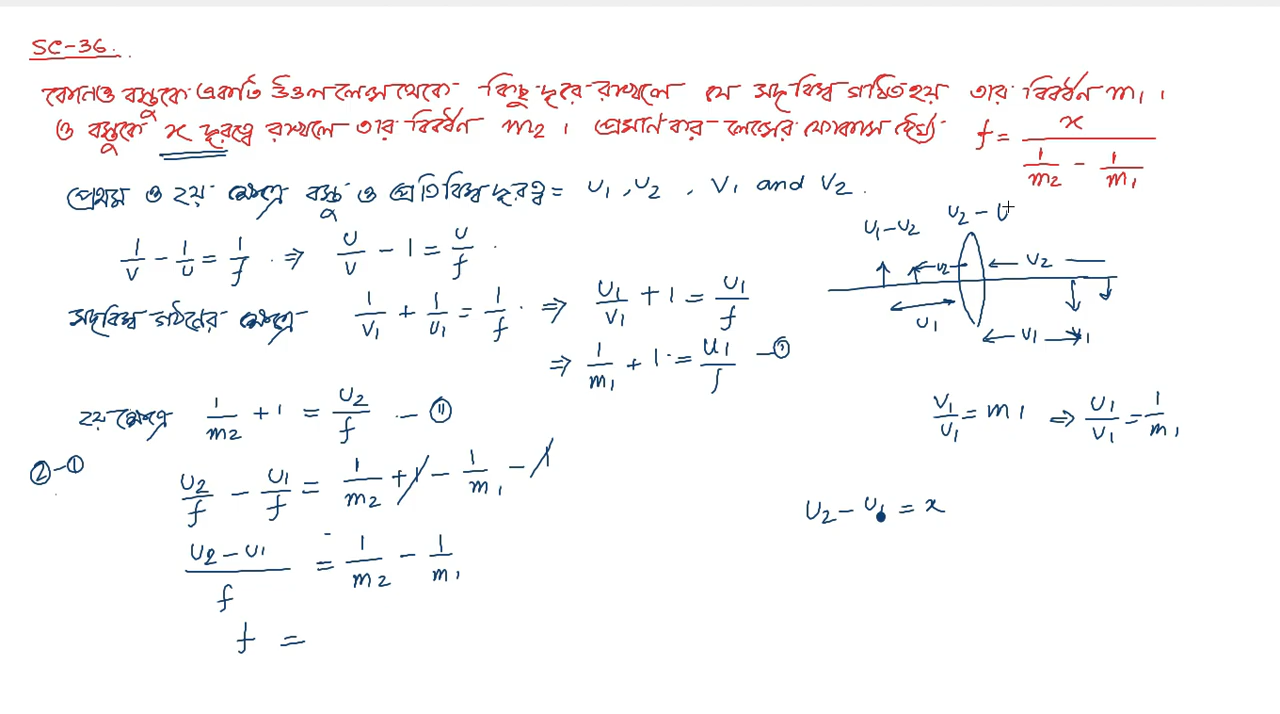 SC-36.
কোনও বস্তুকে একটি উত্তল লেন্স থেকে কিছু দূরে রাখলে যে সদবিম্ব গঠিত হয় তার বিবর্ধন m₁ ।
ও বস্তুকে x দূরত্বে রাখলে তার বিবর্ধন m₂ । প্রমাণ কর লেন্সের ফোকাস দৈর্ঘ্য f = x / (1/m₂ - 1/m₁)
প্রথম ও ২য় ক্ষেত্রে বস্তু ও প্রতিবিম্ব দূরত্ব = u₁, u₂, v₁ and v₂.
1/v - 1/u = 1/f ⇒ u/v - 1 = u/f
সদবিম্ব গঠনের ক্ষেত্রে 1/v₁ + 1/u₁ = 1/f ⇒ u₁/v₁ + 1 = u₁/f
⇒ 1/m₁ + 1 = u₁/f —①
u₁-u₂
u₂-u
u₂
v₂
u₁
v₁
২য় ক্ষেত্রে 1/m₂ + 1 = u₂/f —⑪
v₁/u₁ = m₁ ⇒ u₁/v₁ = 1/m₁
②-①
u₂/f - u₁/f = 1/m₂ + 1 - 1/m₁ - 1
u₂ - u₁ = x
(u₂ - u₁)/f = 1/m₂ - 1/m₁
f =